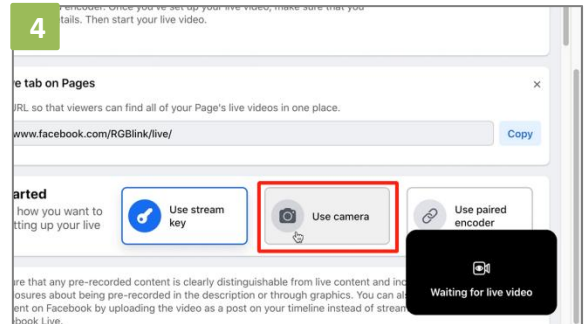 4
encoder. Once you've set up your live video, make sure that you
tails. Then start your live video.
e tab on Pages
URL so that viewers can find all of your Page's live videos in one place.
www.facebook.com/RGBlink/live/
Copy
arted
how you want to
tting up your live
Use stream
key
Use camera
Use paired
encoder
Waiting for live video
ure that any pre-recorded content is clearly distinguishable from live content and inc
osures about being pre-recorded in the description or through graphics. You can al
ent on Facebook by uploading the video as a post on your timeline instead of stream
ebook Live.